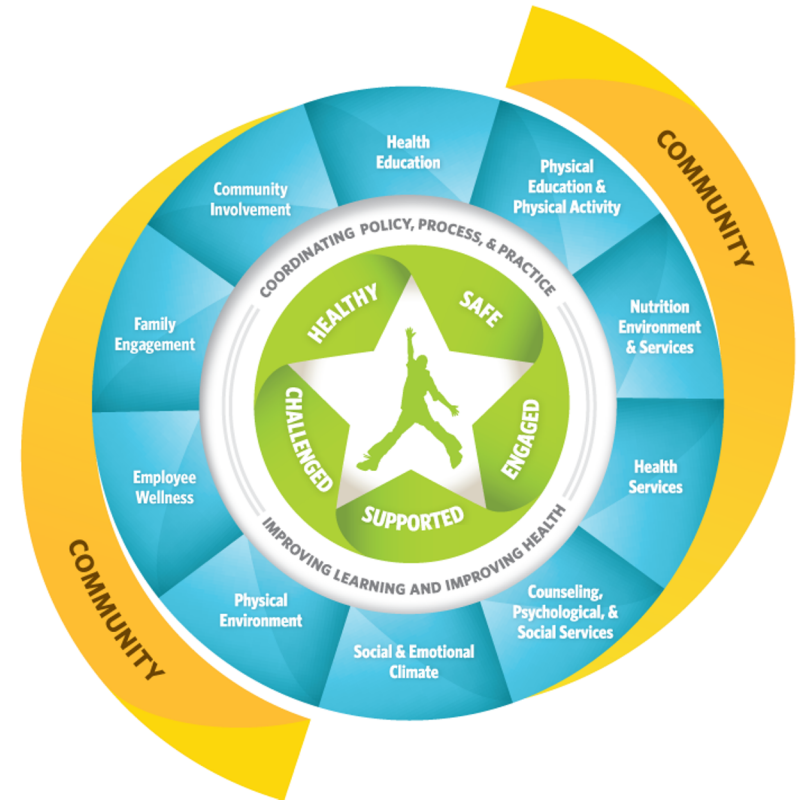 COMMUNITY
Health
Education
Physical
Education &
Physical Activity
Nutrition
Environment
& Services
Health
Services
Counseling,
Psychological, &
Social Services
Social & Emotional
Climate
Physical
Environment
Employee
Wellness
Family
Engagement
Community
Involvement
COORDINATING POLICY, PROCESS, & PRACTICE
IMPROVING LEARNING AND IMPROVING HEALTH
HEALTHY
SAFE
ENGAGED
SUPPORTED
CHALLENGED
COMMUNITY